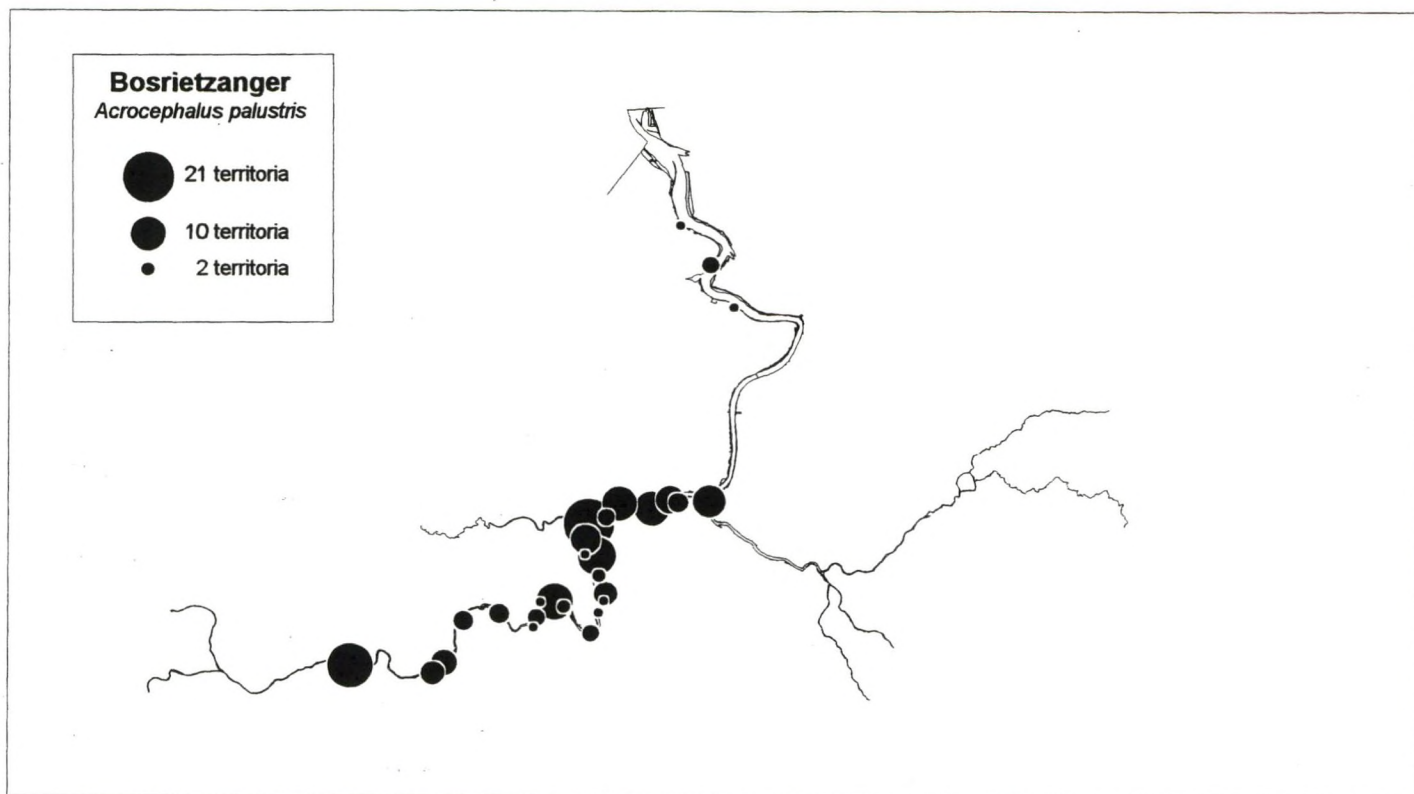 Bosrietzanger
Acrocephalus palustris
21 territoria
10 territoria
2 territoria